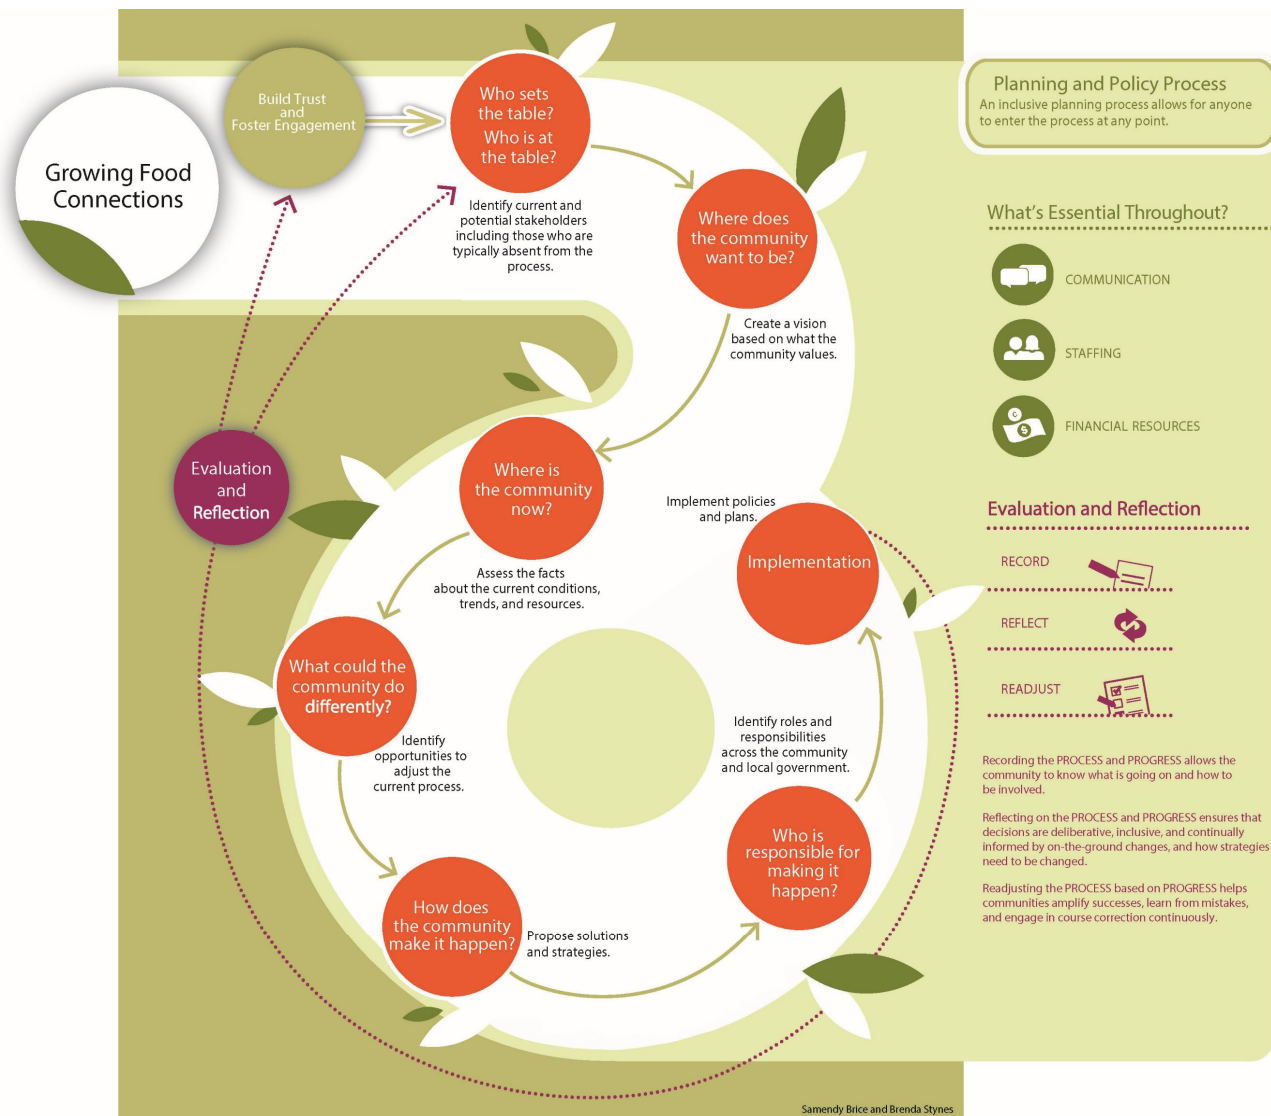 Growing Food
Connections
Build Trust
and
Foster Engagement
Who sets
the table?
Who is at
the table?
Identify current and
potential stakeholders
including those who are
typically absent from the
process.
Where does
the community
want to be?
Create a vision
based on what the
community values.
Where is
the community
now?
Assess the facts
about the current conditions,
trends, and resources.
What could the
community do
differently?
Identify
opportunities to
adjust the
current process.
How does
the community
make it happen?
Propose solutions
and strategies.
Who is
responsible for
making it
happen?
Identify roles and
responsibilities
across the community
and local government.
Implementation
Implement policies
and plans.
Evaluation
and
Reflection
Planning and Policy Process
An inclusive planning process allows for anyone
to enter the process at any point.
What's Essential Throughout?
COMMUNICATION
STAFFING
C
$
FINANCIAL RESOURCES
Evaluation and Reflection
RECORD
REFLECT
READJUST
Recording the PROCESS and PROGRESS allows the
community to know what is going on and how to
be involved.
Reflecting on the PROCESS and PROGRESS ensures that
decisions are deliberative, inclusive, and continually
informed by on-the-ground changes, and how strategies
need to be changed.
Readjusting the PROCESS based on PROGRESS helps
communities amplify successes, learn from mistakes,
and engage in course correction continuously.
Samendy Brice and Brenda Stynes